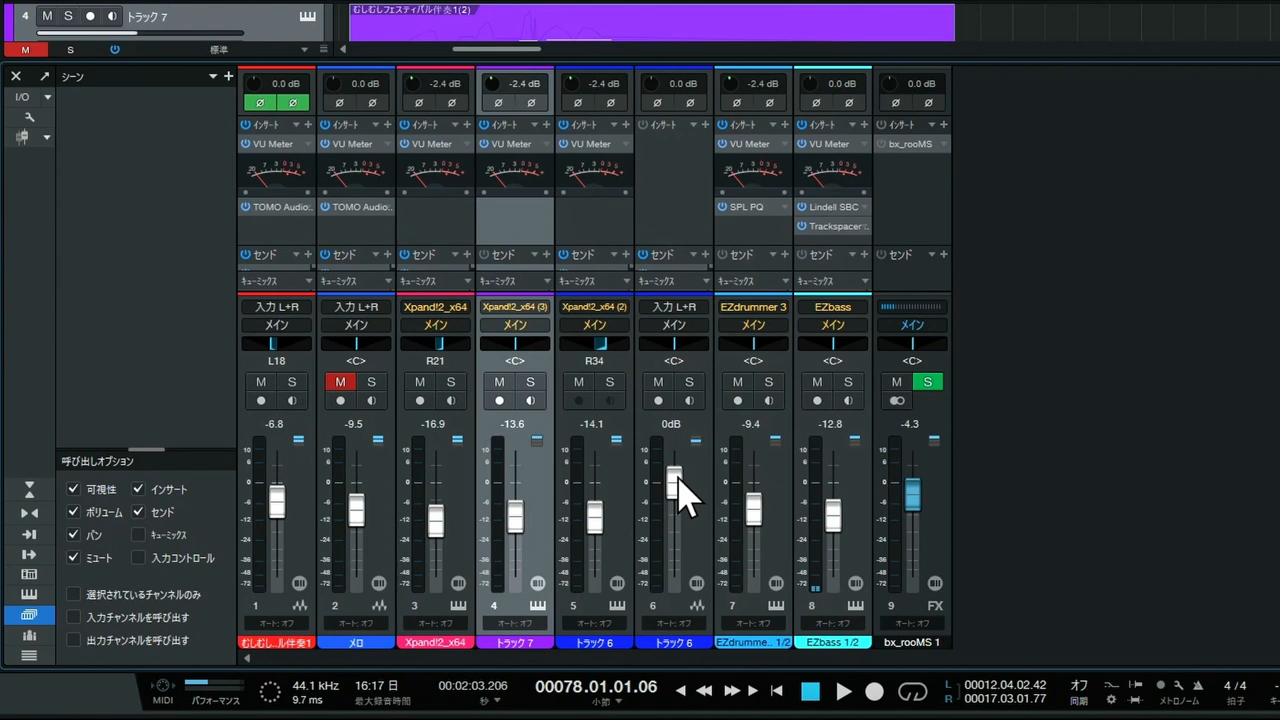 4 M S トラック 7
むしむしフェスティバル伴奏1(2)
M S 標準
シーン
I/O
0.0 dB 0.0 dB -2.4 dB -2.4 dB -2.4 dB 0.0 dB -2.4 dB 0.0 dB 0.0 dB
Ø Ø Ø Ø Ø Ø Ø Ø Ø Ø Ø Ø Ø Ø Ø Ø Ø Ø
インサート インサート インサート インサート インサート インサート インサート インサート インサート
VU Meter VU Meter VU Meter VU Meter VU Meter VU Meter VU Meter bx_rooMS
TOMO Audio... TOMO Audio... SPL PQ Lindell SBC
Trackspacer...
センド センド センド センド センド センド センド センド センド
キューミックス キューミックス キューミックス キューミックス キューミックス キューミックス キューミックス キューミックス
入力 L+R 入力 L+R Xpand!2_x64 Xpand!2_x64 (3) Xpand!2_x64 (2) 入力 L+R EZdrummer 3 EZbass
メイン メイン メイン メイン メイン メイン メイン メイン メイン
L18 <C> R21 <C> R34 <C> <C> <C> <C>
M S M S M S M S M S M S M S M S M S
-6.8 -9.5 -16.9 -13.6 -14.1 0dB -9.4 -12.8 -4.3
呼び出しオプション
可視性 インサート
ボリューム センド
パン キューミックス
ミュート 入力コントロール
選択されているチャンネルのみ
入力チャンネルを呼び出す
出力チャンネルを呼び出す
1 2 3 4 5 6 7 8 9 FX
オート: オフ オート: オフ オート: オフ オート: オフ オート: オフ オート: オフ オート: オフ オート: オフ オート: オフ
むしむし..ル伴奏1 メロ Xpand!2_x64 トラック 7 トラック 6 トラック 6 EZdrumme.. 1/2 EZbass 1/2 bx_rooMS 1
MIDI パフォーマンス
44.1 kHz
9.7 ms
16:17 日
最大録音時間
00:02:03.206
秒
00078.01.01.06
小節
L 00012.04.02.42
R 00017.03.01.77
オフ
同期
メトロノーム
4 / 4
拍子